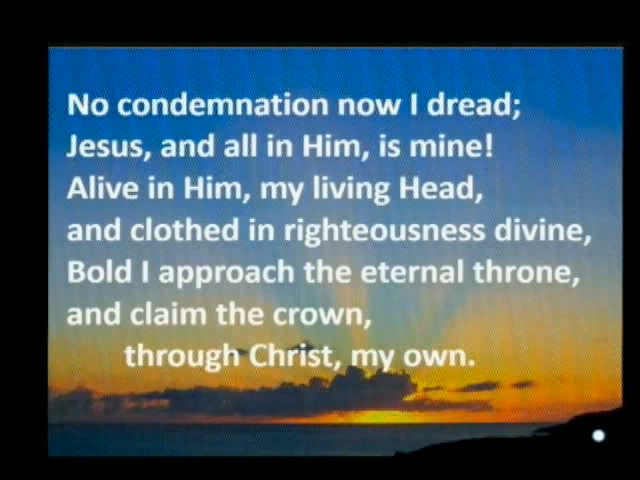 No condemnation now I dread;
Jesus, and all in Him, is mine!
Alive in Him, my living Head,
and clothed in righteousness divine,
Bold I approach the eternal throne,
and claim the crown,
through Christ, my own.